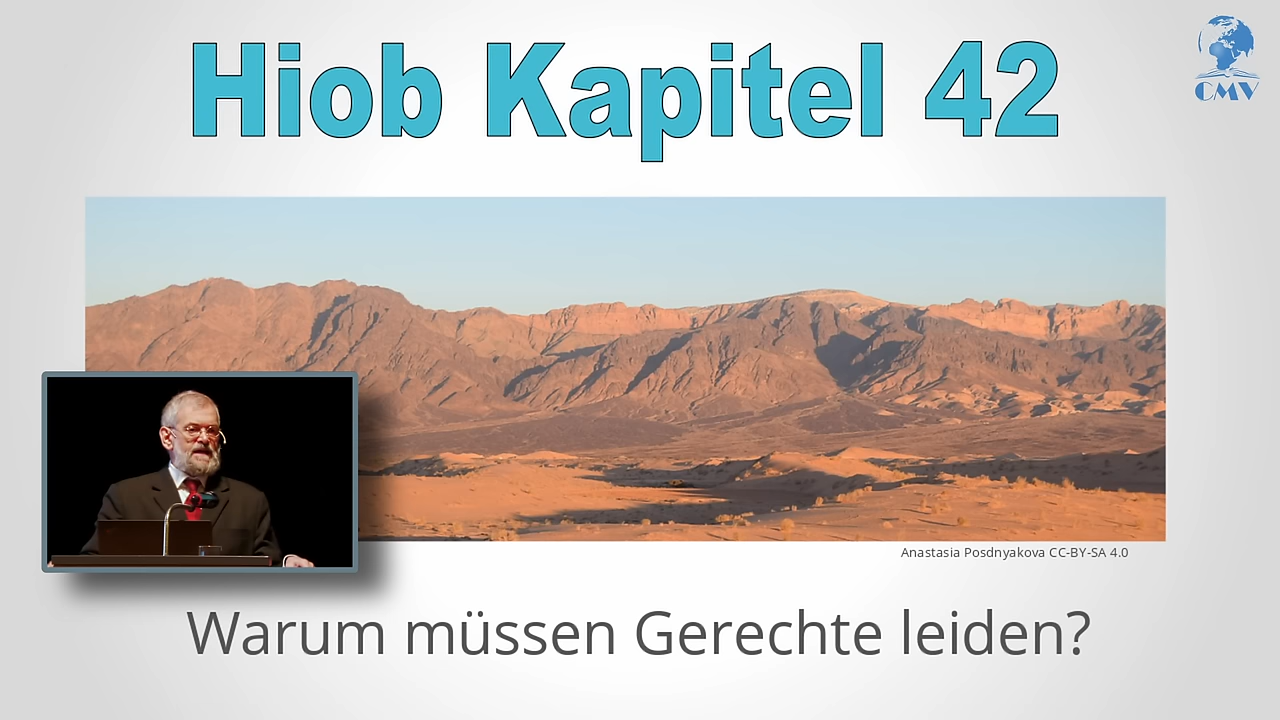 Hiob Kapitel 42
CMV
Anastasia Posdnyakova CC-BY-SA 4.0
Warum müssen Gerechte leiden?